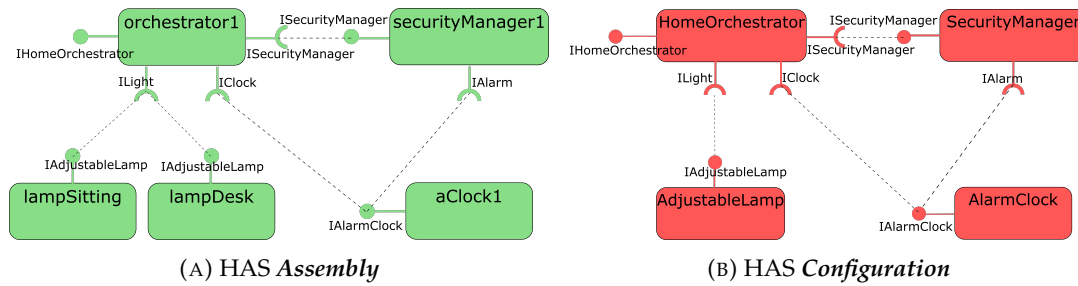 orchestrator1
ISecurityManager
securityManager1
IHomeOrchestrator
ISecurityManager
ILight
IClock
IAlarm
IAdjustableLamp
IAdjustableLamp
lampSitting
lampDesk
aClock1
IAlarmClock
(A) HAS Assembly
HomeOrchestrator
ISecurityManager
SecurityManager
IHomeOrchestrator
ISecurityManager
ILight
IClock
IAlarm
IAdjustableLamp
AdjustableLamp
AlarmClock
IAlarmClock
(B) HAS Configuration